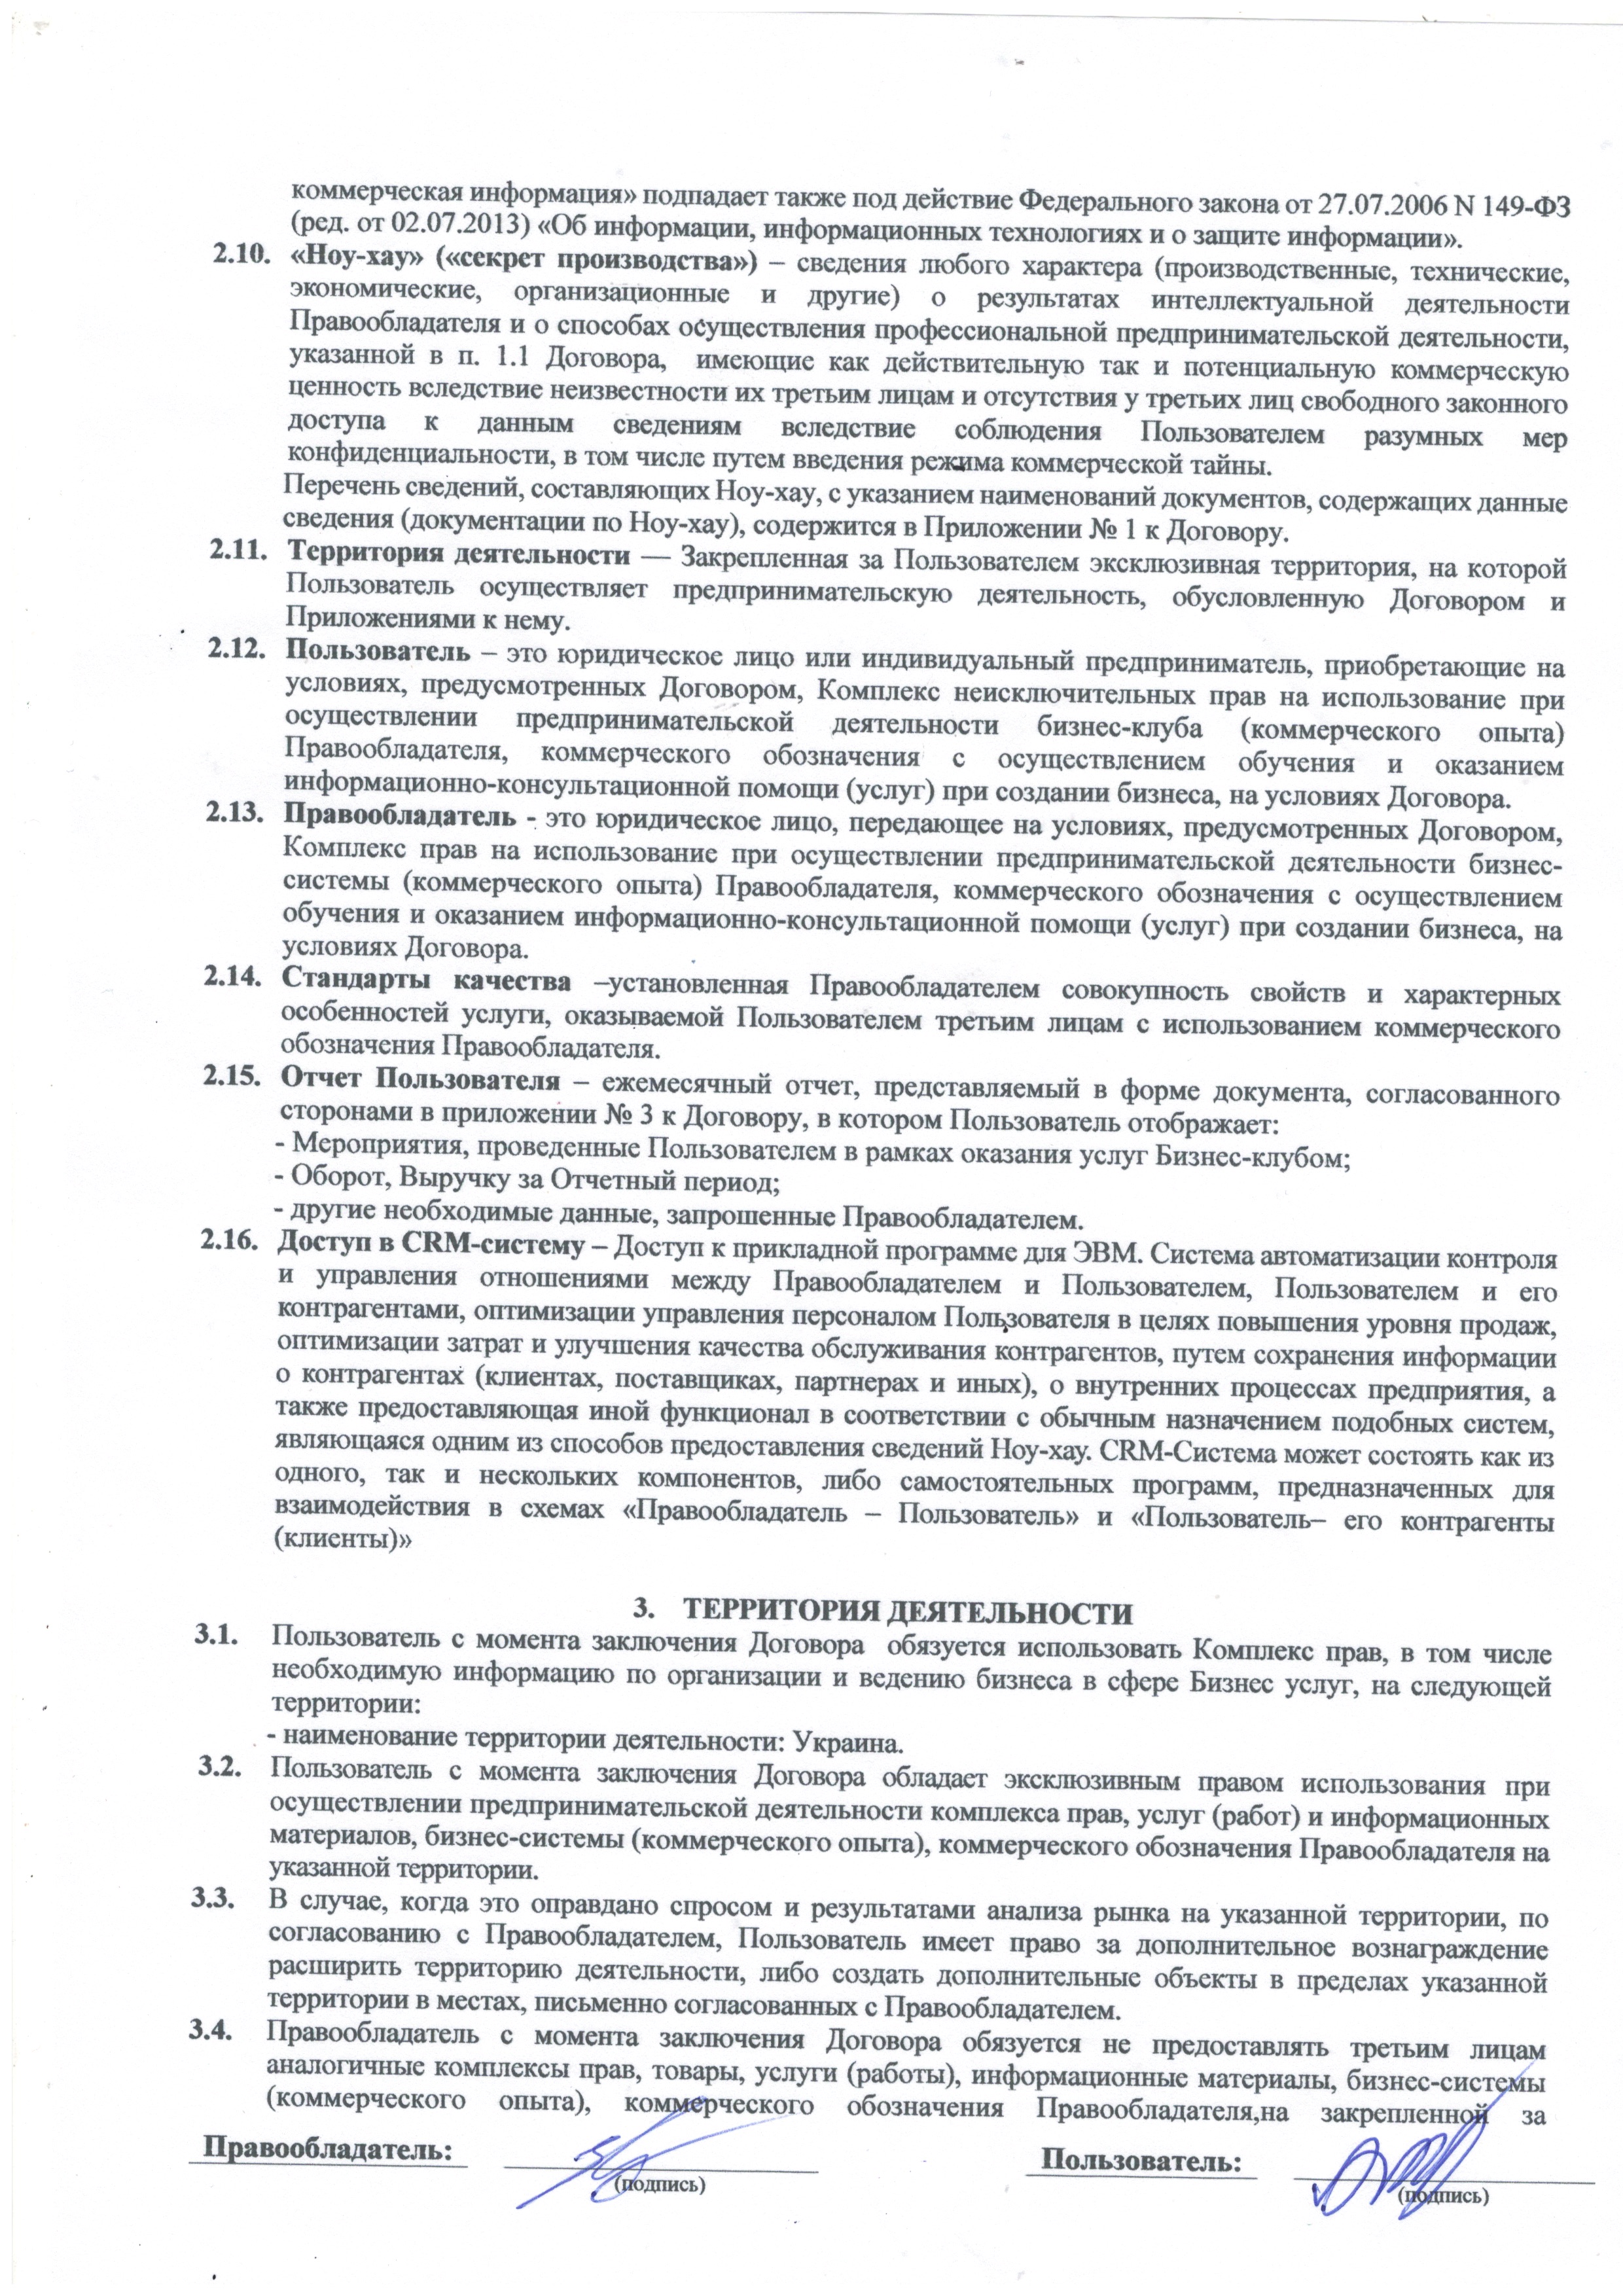 коммерческая информация» подпадает также под действие Федерального закона от 27.07.2006 N 149-ФЗ
(ред. от 02.07.2013) «Об информации, информационных технологиях и о защите информации».
2.10. «Ноу-хау» («секрет производства») – сведения любого характера (производственные, технические,
экономические, организационные и другие) о результатах интеллектуальной деятельности
Правообладателя и о способах осуществления профессиональной предпринимательской деятельности,
указанной в п. 1.1 Договора, имеющие как действительную так и потенциальную коммерческую
ценность вследствие неизвестности их третьим лицам и отсутствия у третьих лиц свободного законного
доступа к данным сведениям вследствие соблюдения Пользователем разумных мер
конфиденциальности, в том числе путем введения режима коммерческой тайны.
Перечень сведений, составляющих Ноу-хау, с указанием наименований документов, содержащих данные
сведения (документации по Ноу-хау), содержится в Приложении № 1 к Договору.
2.11. Территория деятельности — Закрепленная за Пользователем эксклюзивная территория, на которой
Пользователь осуществляет предпринимательскую деятельность, обусловленную Договором и
Приложениями к нему.
2.12. Пользователь – это юридическое лицо или индивидуальный предприниматель, приобретающие на
условиях, предусмотренных Договором, Комплекс неисключительных прав на использование при
осуществлении предпринимательской деятельности бизнес-клуба (коммерческого опыта)
Правообладателя, коммерческого обозначения с осуществлением обучения и оказанием
информационно-консультационной помощи (услуг) при создании бизнеса, на условиях Договора.
2.13. Правообладатель - это юридическое лицо, передающее на условиях, предусмотренных Договором,
Комплекс прав на использование при осуществлении предпринимательской деятельности бизнес-
системы (коммерческого опыта) Правообладателя, коммерческого обозначения с осуществлением
обучения и оказанием информационно-консультационной помощи (услуг) при создании бизнеса, на
условиях Договора.
2.14. Стандарты качества –установленная Правообладателем совокупность свойств и характерных
особенностей услуги, оказываемой Пользователем третьим лицам с использованием коммерческого
обозначения Правообладателя.
2.15. Отчет Пользователя – ежемесячный отчет, представляемый в форме документа, согласованного
сторонами в приложении № 3 к Договору, в котором Пользователь отображает:
- Мероприятия, проведенные Пользователем в рамках оказания услуг Бизнес-клубом;
- Оборот, Выручку за Отчетный период;
- другие необходимые данные, запрошенные Правообладателем.
2.16. Доступ в CRM-систему – Доступ к прикладной программе для ЭВМ. Система автоматизации контроля
и управления отношениями между Правообладателем и Пользователем, Пользователем и его
контрагентами, оптимизации управления персоналом Пользователя в целях повышения уровня продаж,
оптимизации затрат и улучшения качества обслуживания контрагентов, путем сохранения информации
о контрагентах (клиентах, поставщиках, партнерах и иных), о внутренних процессах предприятия, а
также предоставляющая иной функционал в соответствии с обычным назначением подобных систем,
являющаяся одним из способов предоставления сведений Ноу-хау. CRM-Система может состоять как из
одного, так и нескольких компонентов, либо самостоятельных программ, предназначенных для
взаимодействия в схемах «Правообладатель – Пользователь» и «Пользователь– его контрагенты
(клиенты)»
3. ТЕРРИТОРИЯ ДЕЯТЕЛЬНОСТИ
3.1. Пользователь с момента заключения Договора обязуется использовать Комплекс прав, в том числе
необходимую информацию по организации и ведению бизнеса в сфере Бизнес услуг, на следующей
территории:
- наименование территории деятельности: Украина.
3.2. Пользователь с момента заключения Договора обладает эксклюзивным правом использования при
осуществлении предпринимательской деятельности комплекса прав, услуг (работ) и информационных
материалов, бизнес-системы (коммерческого опыта), коммерческого обозначения Правообладателя на
указанной территории.
3.3. В случае, когда это оправдано спросом и результатами анализа рынка на указанной территории, по
согласованию с Правообладателем, Пользователь имеет право за дополнительное вознаграждение
расширить территорию деятельности, либо создать дополнительные объекты в пределах указанной
территории в местах, письменно согласованных с Правообладателем.
3.4. Правообладатель с момента заключения Договора обязуется не предоставлять третьим лицам
аналогичные комплексы прав, товары, услуги (работы), информационные материалы, бизнес-системы
(коммерческого опыта), коммерческого обозначения Правообладателя,на закрепленной за
Правообладатель: Пользователь:
(подпись) (подпись)